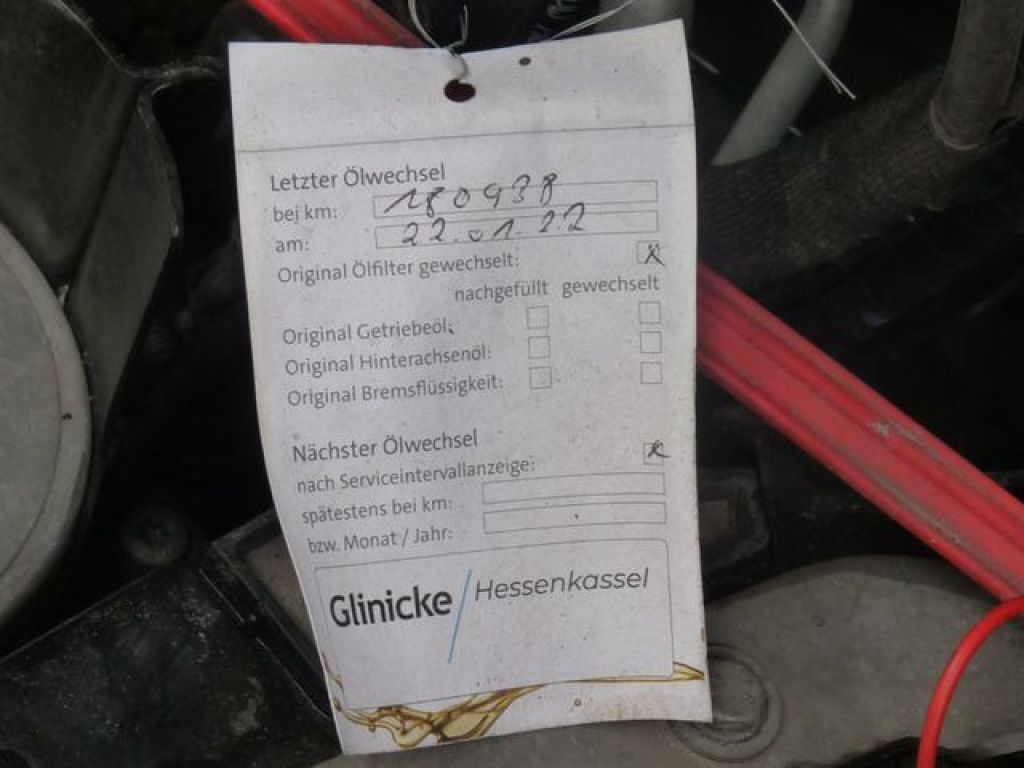 Letzter Ölwechsel
bei km: 180938
am: 22.01.22
Original Ölfilter gewechselt: x
nachgefüllt gewechselt
Original Getriebeöl:
Original Hinterachsenöl:
Original Bremsflüssigkeit:
Nächster Ölwechsel
nach Serviceintervallanzeige: x
spätestens bei km:
bzw. Monat / Jahr:
Glinicke / Hessenkassel